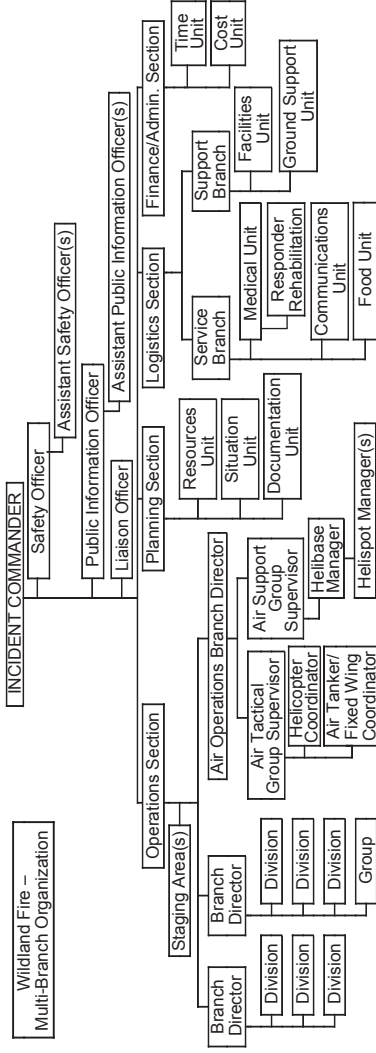 Wildland Fire –
Multi-Branch Organization
INCIDENT COMMANDER
Safety Officer
Assistant Safety Officer(s)
Public Information Officer
Assistant Public Information Officer(s)
Liaison Officer
Operations Section
Planning Section
Logistics Section
Finance/Admin. Section
Staging Area(s)
Branch
Director
Division
Division
Division
Branch
Director
Division
Division
Division
Group
Air Operations Branch Director
Air Tactical
Group Supervisor
Helicopter
Coordinator
Air Tanker/
Fixed Wing
Coordinator
Air Support
Group
Supervisor
Helibase
Manager
Helispot Manager(s)
Resources
Unit
Situation
Unit
Documentation
Unit
Service
Branch
Medical Unit
Responder
Rehabilitation
Communications
Unit
Food Unit
Support
Branch
Facilities
Unit
Ground Support
Unit
Time
Unit
Cost
Unit